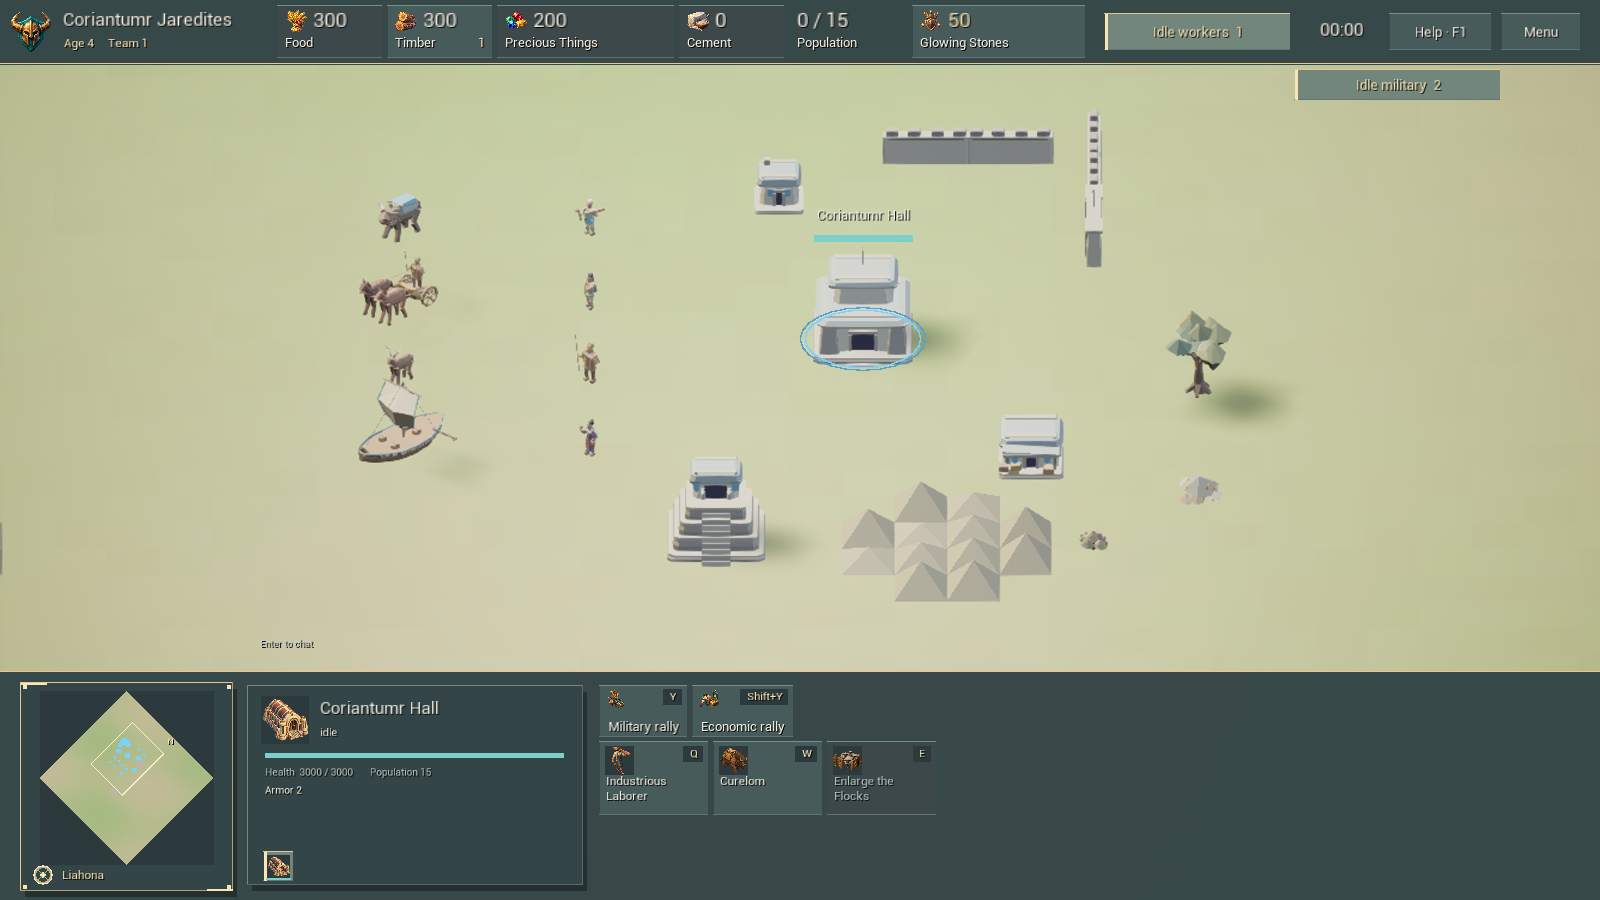 Coriantumr Jaredites
Age 4 Team 1
300
Food
300
Timber 1
200
Precious Things
0
Cement
0 / 15
Population
50
Glowing Stones
Idle workers 1
00:00
Help · F1
Menu
Idle military 2
Coriantumr Hall
Enter to chat
N
Liahona
Coriantumr Hall
idle
Health 3000 / 3000 Population 15
Armor 2
Y
Military rally
Shift+Y
Economic rally
Q
Industrious
Laborer
W
Curelom
E
Enlarge the
Flocks